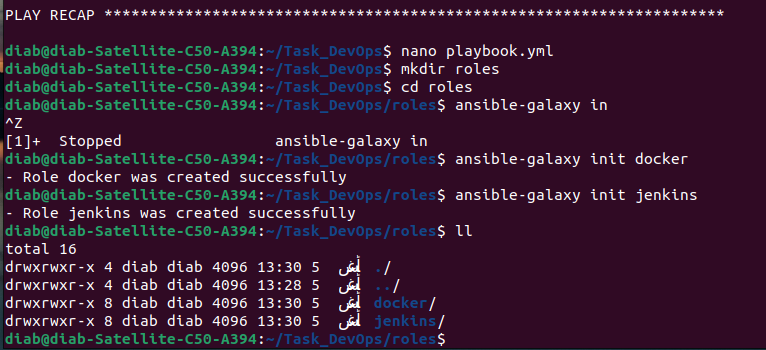 PLAY RECAP *********************************************************************
diab@diab-Satellite-C50-A394:~/Task_DevOps$ nano playbook.yml
diab@diab-Satellite-C50-A394:~/Task_DevOps$ mkdir roles
diab@diab-Satellite-C50-A394:~/Task_DevOps$ cd roles
diab@diab-Satellite-C50-A394:~/Task_DevOps/roles$ ansible-galaxy in
^Z
[1]+  Stopped                 ansible-galaxy in
diab@diab-Satellite-C50-A394:~/Task_DevOps/roles$ ansible-galaxy init docker
- Role docker was created successfully
diab@diab-Satellite-C50-A394:~/Task_DevOps/roles$ ansible-galaxy init jenkins
- Role jenkins was created successfully
diab@diab-Satellite-C50-A394:~/Task_DevOps/roles$ ll
total 16
drwxrwxr-x 4 diab diab 4096 13:30 5 ./
drwxrwxr-x 4 diab diab 4096 13:28 5 ../
drwxrwxr-x 8 diab diab 4096 13:30 5 docker/
drwxrwxr-x 8 diab diab 4096 13:30 5 jenkins/
diab@diab-Satellite-C50-A394:~/Task_DevOps/roles$